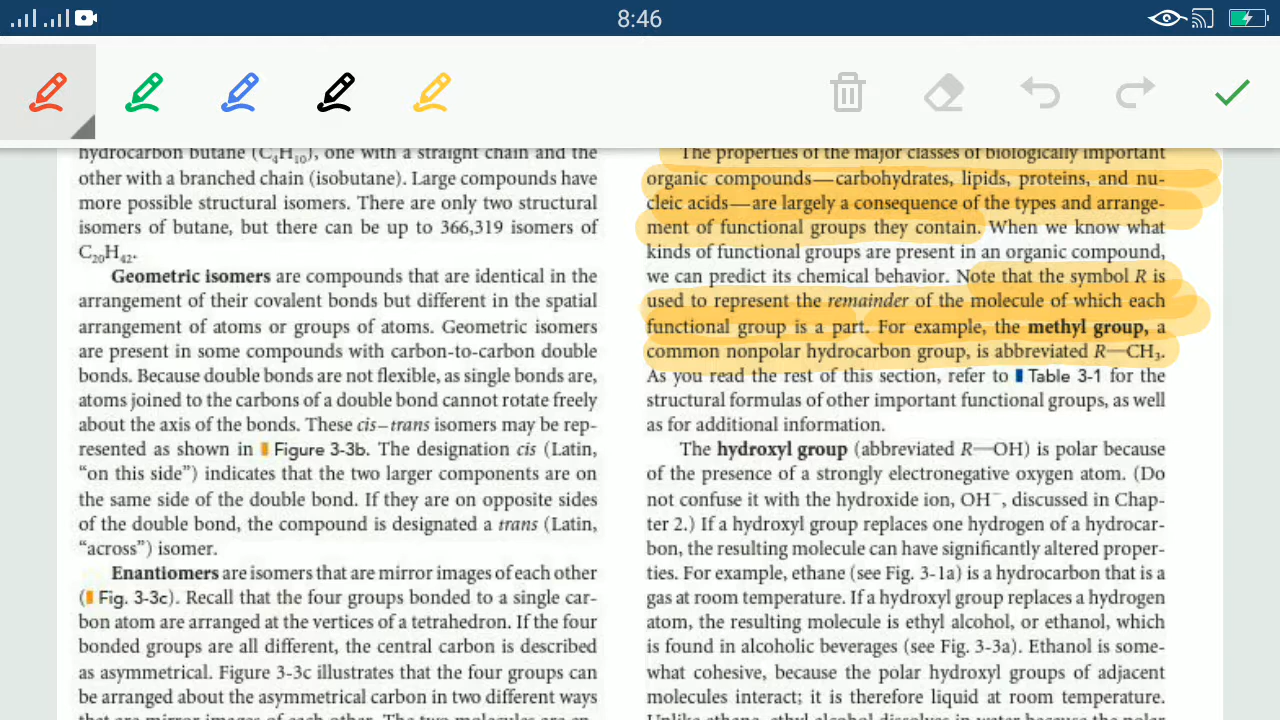 8:46
hydrocarbon butane (C₄H₁₀), one with a straight chain and the
other with a branched chain (isobutane). Large compounds have
more possible structural isomers. There are only two structural
isomers of butane, but there can be up to 366,319 isomers of
C₂₀H₄₂.
Geometric isomers are compounds that are identical in the
arrangement of their covalent bonds but different in the spatial
arrangement of atoms or groups of atoms. Geometric isomers
are present in some compounds with carbon-to-carbon double
bonds. Because double bonds are not flexible, as single bonds are,
atoms joined to the carbons of a double bond cannot rotate freely
about the axis of the bonds. These cis–trans isomers may be rep-
resented as shown in Figure 3-3b. The designation cis (Latin,
“on this side”) indicates that the two larger components are on
the same side of the double bond. If they are on opposite sides
of the double bond, the compound is designated a trans (Latin,
“across”) isomer.
Enantiomers are isomers that are mirror images of each other
(Fig. 3-3c). Recall that the four groups bonded to a single car-
bon atom are arranged at the vertices of a tetrahedron. If the four
bonded groups are all different, the central carbon is described
as asymmetrical. Figure 3-3c illustrates that the four groups can
be arranged about the asymmetrical carbon in two different ways
that are mirror images of each other. The two molecules are en-
The properties of the major classes of biologically important
organic compounds—carbohydrates, lipids, proteins, and nu-
cleic acids—are largely a consequence of the types and arrange-
ment of functional groups they contain. When we know what
kinds of functional groups are present in an organic compound,
we can predict its chemical behavior. Note that the symbol R is
used to represent the remainder of the molecule of which each
functional group is a part. For example, the methyl group, a
common nonpolar hydrocarbon group, is abbreviated R—CH₃.
As you read the rest of this section, refer to Table 3-1 for the
structural formulas of other important functional groups, as well
as for additional information.
The hydroxyl group (abbreviated R—OH) is polar because
of the presence of a strongly electronegative oxygen atom. (Do
not confuse it with the hydroxide ion, OH⁻, discussed in Chap-
ter 2.) If a hydroxyl group replaces one hydrogen of a hydrocar-
bon, the resulting molecule can have significantly altered proper-
ties. For example, ethane (see Fig. 3-1a) is a hydrocarbon that is a
gas at room temperature. If a hydroxyl group replaces a hydrogen
atom, the resulting molecule is ethyl alcohol, or ethanol, which
is found in alcoholic beverages (see Fig. 3-3a). Ethanol is some-
what cohesive, because the polar hydroxyl groups of adjacent
molecules interact; it is therefore liquid at room temperature.
Unlike ethane, ethyl alcohol dissolves in water because the polar